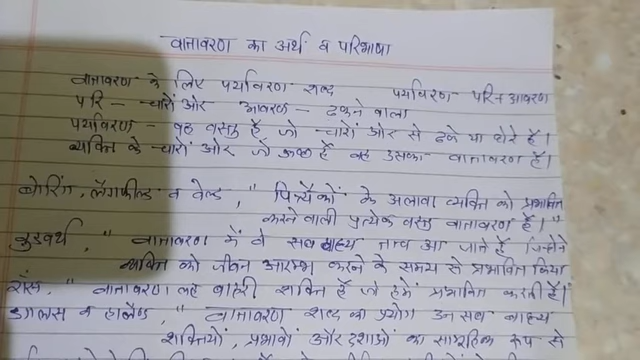 वातावरण का अर्थ व परिभाषा
वातावरण के लिए पर्यावरण शब्द पर्यावरण - परि + आवरण
परि - चारों ओर आवरण - ढकने वाला
पर्यावरण - वह वस्तु है जो चारों ओर से ढके या घेरे है।
व्यक्ति के चारों ओर जो कुछ है वह उसका वातावरण है।
बोरिंग, लैंगफील्ड व वेल्ड, " पित्र्यैकों के अलावा व्यक्ति को प्रभावित
करने वाली प्रत्येक वस्तु वातावरण है।"
वुडवर्थ, " वातावरण में वे सब बाह्य तत्व आ जाते हैं जिन्होंने
व्यक्ति को जीवन आरम्भ करने के समय से प्रभावित किया
रॉस, " वातावरण वह बाहरी शक्ति है जो हमें प्रभावित करती है।
डगलस व हालैण्ड, " वातावरण शब्द का प्रयोग उन सब बाह्य
शक्तियों, प्रभावों और दशाओं का सामूहिक रूप से